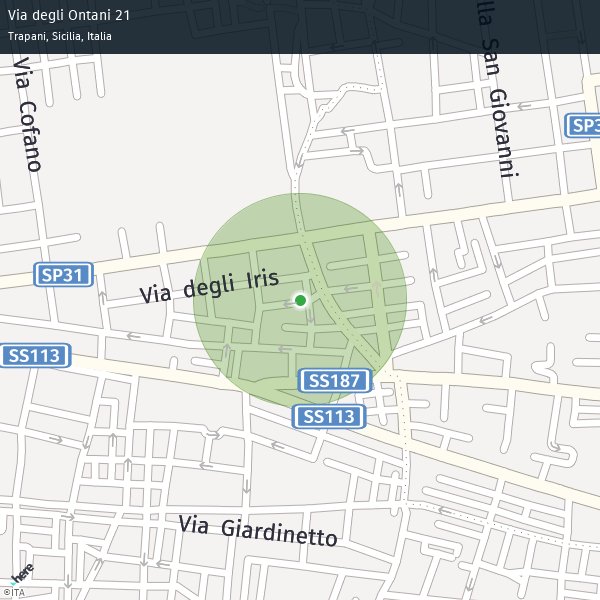 Via degli Ontani 21
Trapani, Sicilia, Italia
Via Cofano
lla San Giovanni
SP3
SP31
Via degli Iris
SS113
SS187
SS113
Via Giardinetto
here
©ITA